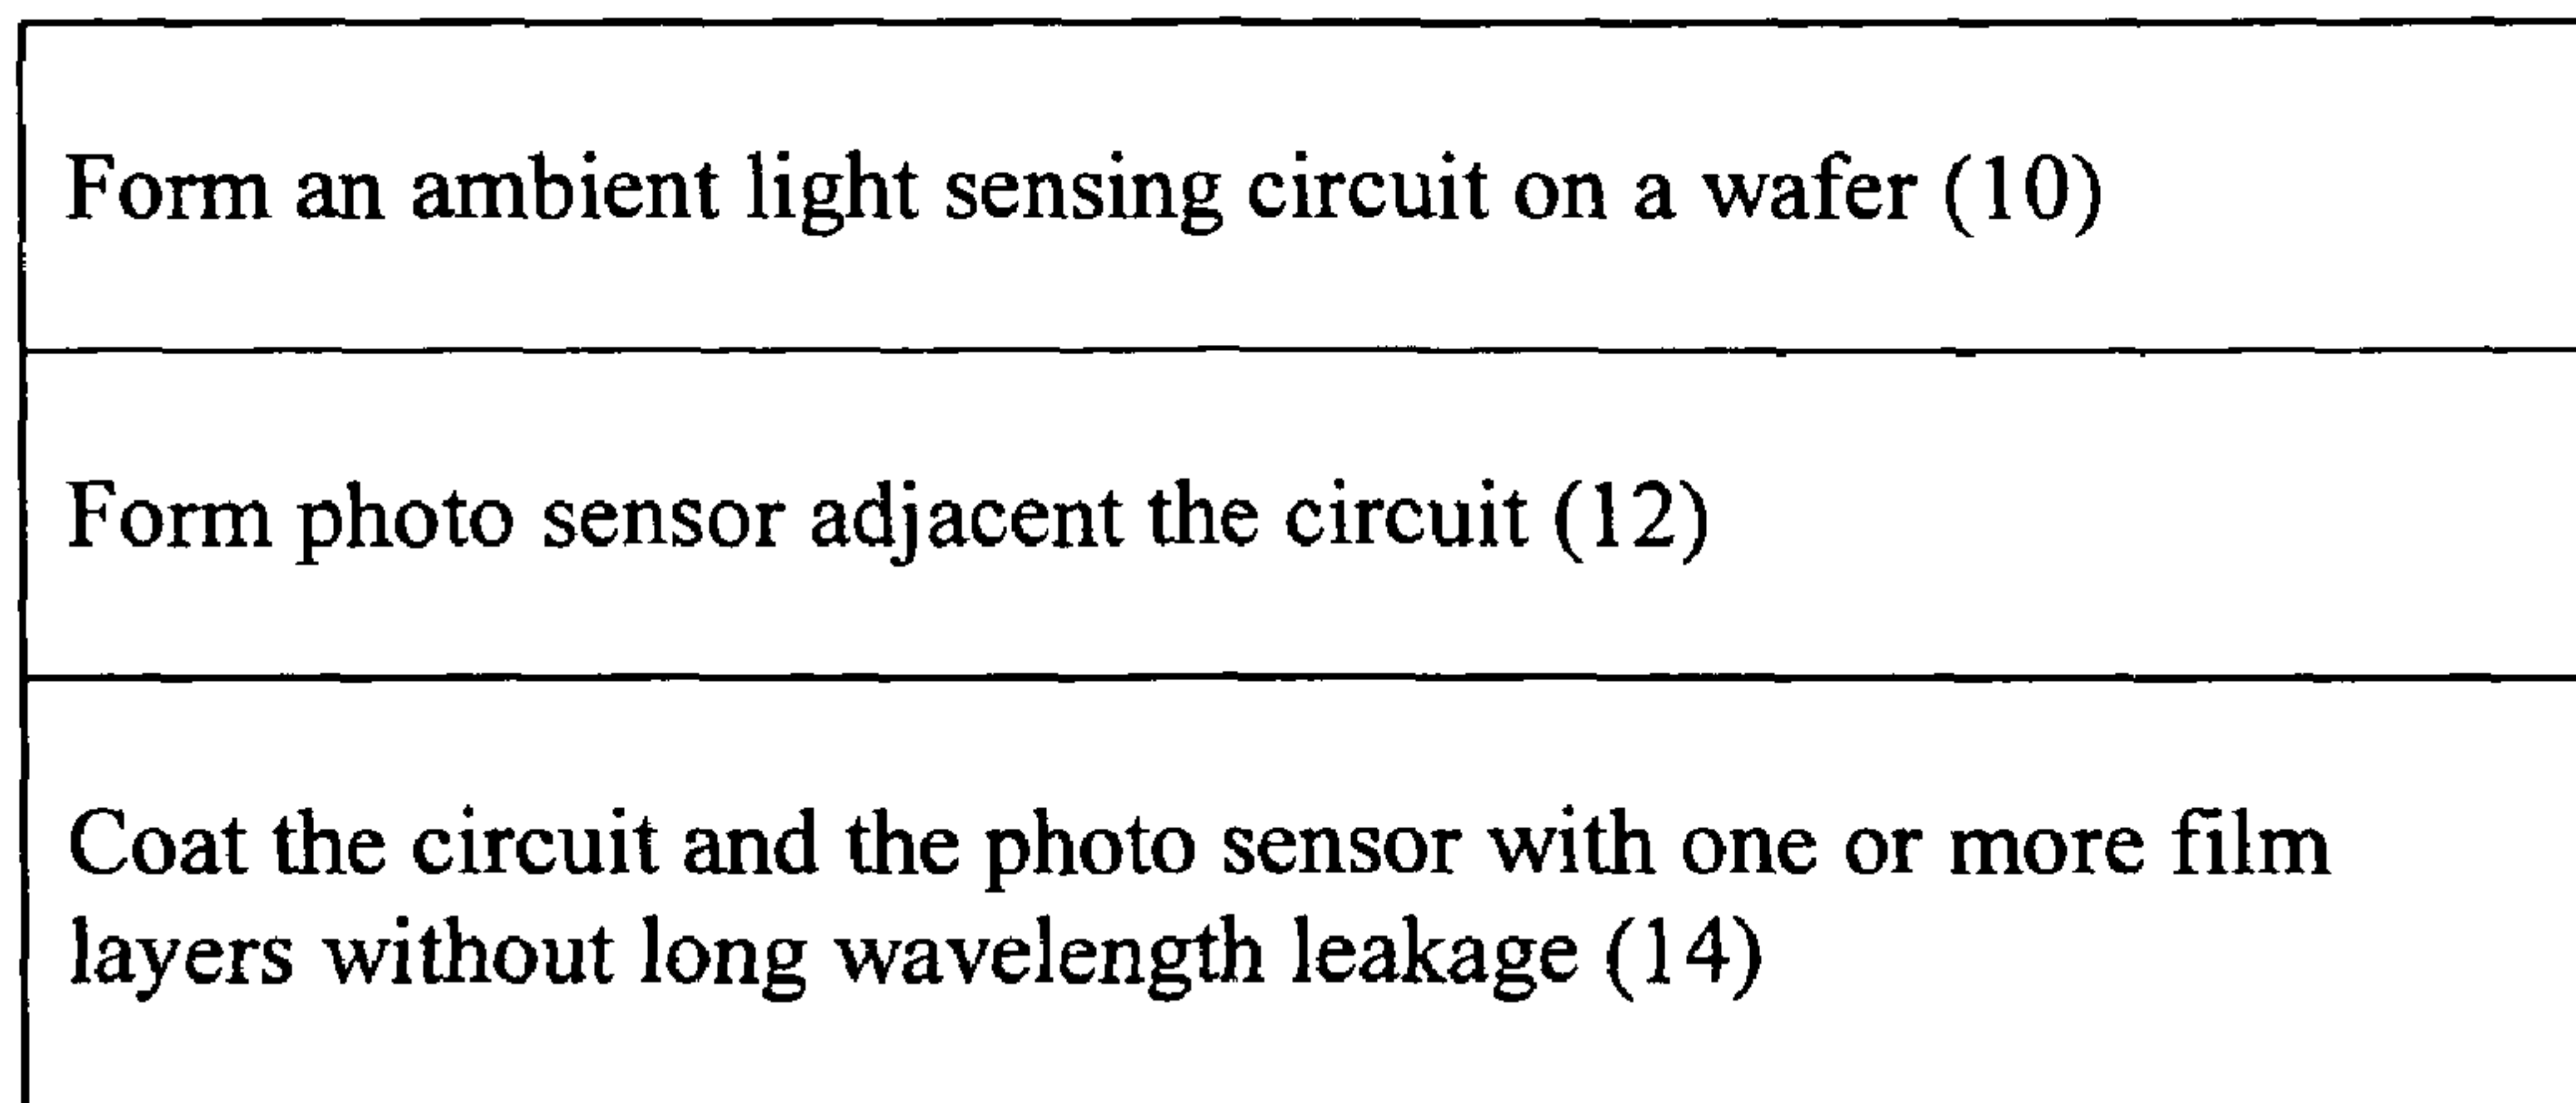 Form an ambient light sensing circuit on a wafer (10)
Form photo sensor adjacent the circuit (12)
Coat the circuit and the photo sensor with one or more film
layers without long wavelength leakage (14)